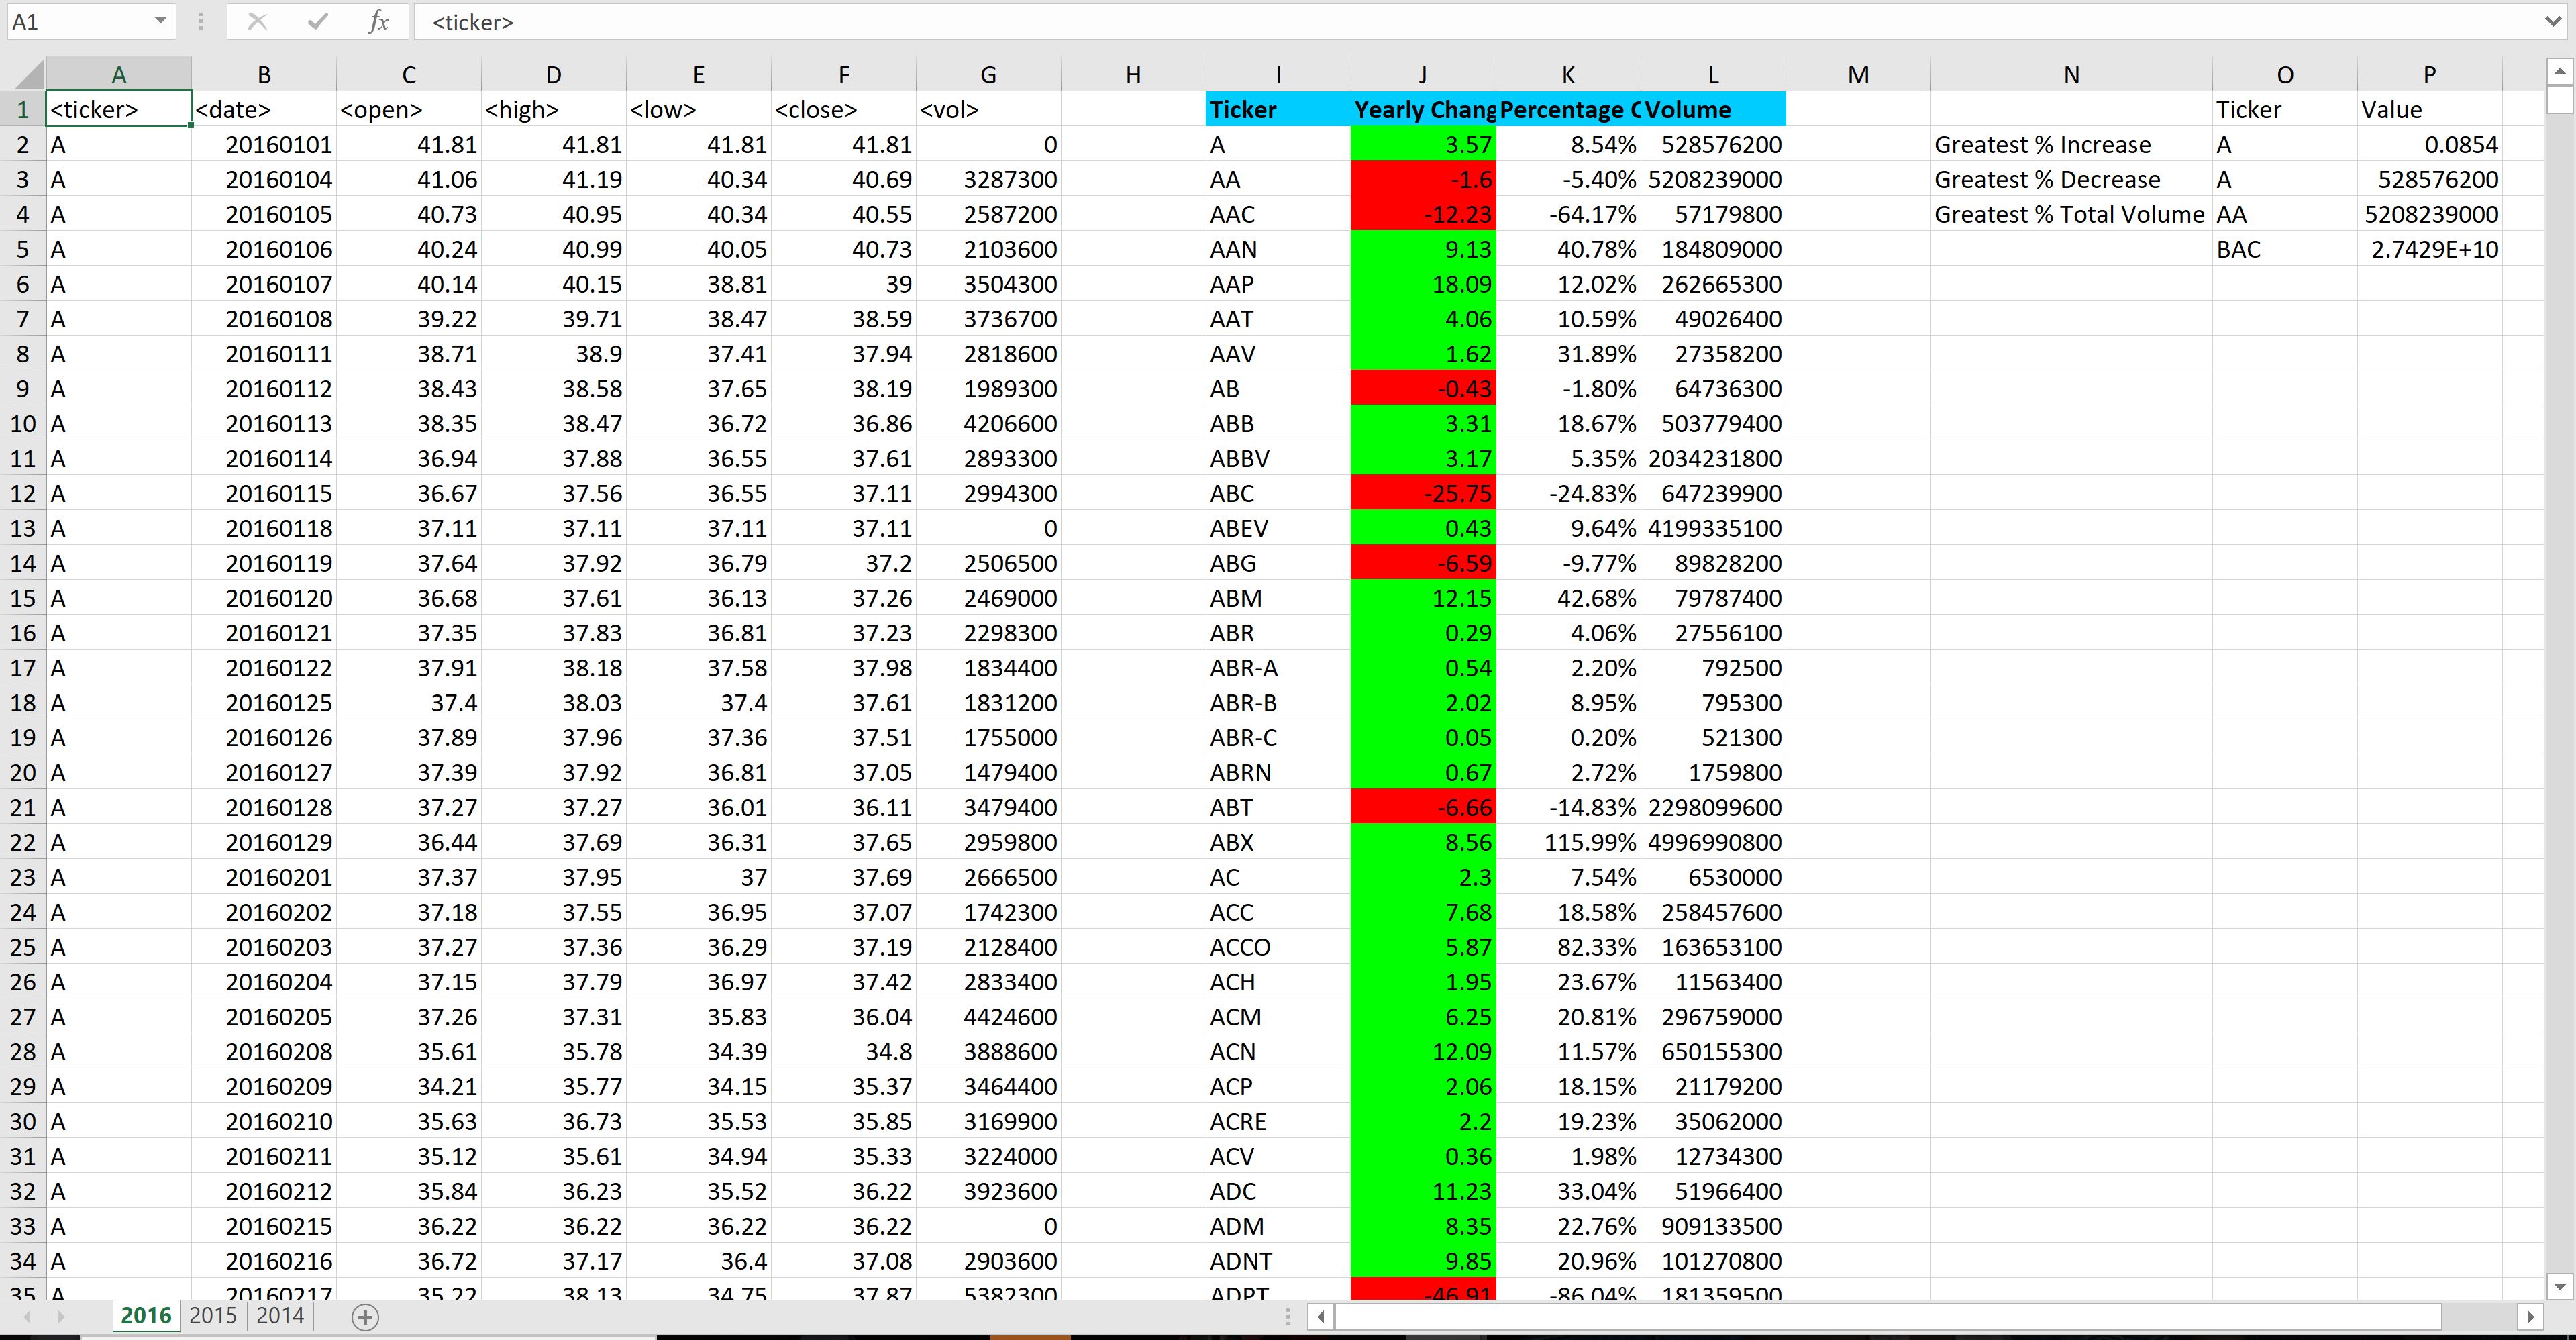 A1 fx <ticker>
A B C D E F G H I J K L M N O P
1 <ticker> <date> <open> <high> <low> <close> <vol> Ticker Yearly Chang Percentage C Volume Ticker Value
2 A 20160101 41.81 41.81 41.81 41.81 0 A 3.57 8.54% 528576200 Greatest % Increase A 0.0854
3 A 20160104 41.06 41.19 40.34 40.69 3287300 AA -1.6 -5.40% 5208239000 Greatest % Decrease A 528576200
4 A 20160105 40.73 40.95 40.34 40.55 2587200 AAC -12.23 -64.17% 57179800 Greatest % Total Volume AA 5208239000
5 A 20160106 40.24 40.99 40.05 40.73 2103600 AAN 9.13 40.78% 184809000 BAC 2.7429E+10
6 A 20160107 40.14 40.15 38.81 39 3504300 AAP 18.09 12.02% 262665300
7 A 20160108 39.22 39.71 38.47 38.59 3736700 AAT 4.06 10.59% 49026400
8 A 20160111 38.71 38.9 37.41 37.94 2818600 AAV 1.62 31.89% 27358200
9 A 20160112 38.43 38.58 37.65 38.19 1989300 AB -0.43 -1.80% 64736300
10 A 20160113 38.35 38.47 36.72 36.86 4206600 ABB 3.31 18.67% 503779400
11 A 20160114 36.94 37.88 36.55 37.61 2893300 ABBV 3.17 5.35% 2034231800
12 A 20160115 36.67 37.56 36.55 37.11 2994300 ABC -25.75 -24.83% 647239900
13 A 20160118 37.11 37.11 37.11 37.11 0 ABEV 0.43 9.64% 4199335100
14 A 20160119 37.64 37.92 36.79 37.2 2506500 ABG -6.59 -9.77% 89828200
15 A 20160120 36.68 37.61 36.13 37.26 2469000 ABM 12.15 42.68% 79787400
16 A 20160121 37.35 37.83 36.81 37.23 2298300 ABR 0.29 4.06% 27556100
17 A 20160122 37.91 38.18 37.58 37.98 1834400 ABR-A 0.54 2.20% 792500
18 A 20160125 37.4 38.03 37.4 37.61 1831200 ABR-B 2.02 8.95% 795300
19 A 20160126 37.89 37.96 37.36 37.51 1755000 ABR-C 0.05 0.20% 521300
20 A 20160127 37.39 37.92 36.81 37.05 1479400 ABRN 0.67 2.72% 1759800
21 A 20160128 37.27 37.27 36.01 36.11 3479400 ABT -6.66 -14.83% 2298099600
22 A 20160129 36.44 37.69 36.31 37.65 2959800 ABX 8.56 115.99% 4996990800
23 A 20160201 37.37 37.95 37 37.69 2666500 AC 2.3 7.54% 6530000
24 A 20160202 37.18 37.55 36.95 37.07 1742300 ACC 7.68 18.58% 258457600
25 A 20160203 37.27 37.36 36.29 37.19 2128400 ACCO 5.87 82.33% 163653100
26 A 20160204 37.15 37.79 36.97 37.42 2833400 ACH 1.95 23.67% 11563400
27 A 20160205 37.26 37.31 35.83 36.04 4424600 ACM 6.25 20.81% 296759000
28 A 20160208 35.61 35.78 34.39 34.8 3888600 ACN 12.09 11.57% 650155300
29 A 20160209 34.21 35.77 34.15 35.37 3464400 ACP 2.06 18.15% 21179200
30 A 20160210 35.63 36.73 35.53 35.85 3169900 ACRE 2.2 19.23% 35062000
31 A 20160211 35.12 35.61 34.94 35.33 3224000 ACV 0.36 1.98% 12734300
32 A 20160212 35.84 36.23 35.52 36.22 3923600 ADC 11.23 33.04% 51966400
33 A 20160215 36.22 36.22 36.22 36.22 0 ADM 8.35 22.76% 909133500
34 A 20160216 36.72 37.17 36.4 37.08 2903600 ADNT 9.85 20.96% 101270800
35 A 20160217 35.22 38.13 34.75 37.87 5382300 ADPT -46.91 -86.04% 181359500
2016 2015 2014